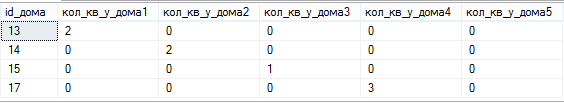 id_дома кол_кв_у_дома1 кол_кв_у_дома2 кол_кв_у_дома3 кол_кв_у_дома4 кол_кв_у_дома5
13 2 0 0 0 0
14 0 2 0 0 0
15 0 0 1 0 0
17 0 0 0 3 0